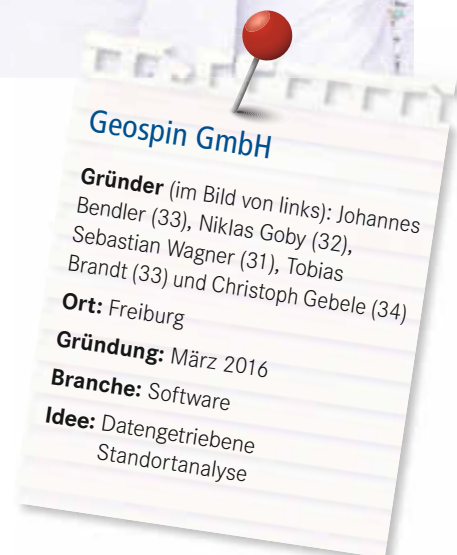 Geospin GmbH
Gründer (im Bild von links): Johannes
Bendler (33), Niklas Goby (32),
Sebastian Wagner (31), Tobias
Brandt (33) und Christoph Gebele (34)
Ort: Freiburg
Gründung: März 2016
Branche: Software
Idee: Datengetriebene
Standortanalyse